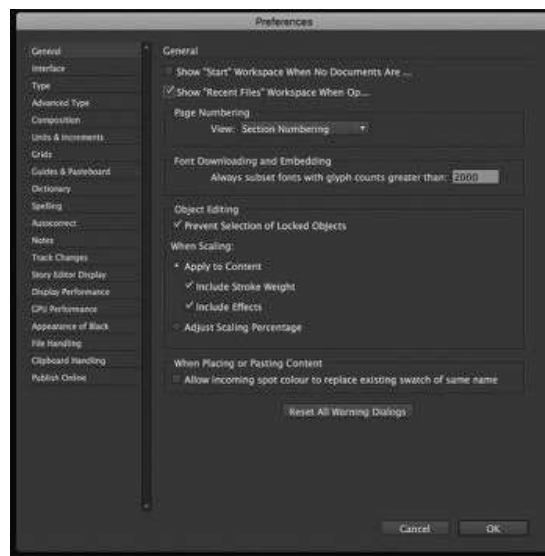 Preferences
General
Interface
Type
Advanced Type
Composition
Units & Increments
Grids
Guides & Pasteboard
Dictionary
Spelling
Autocorrect
Notes
Track Changes
Story Editor Display
Display Performance
GPU Performance
Appearance of Black
File Handling
Clipboard Handling
Publish Online
General
Show "Start" Workspace When No Documents Are ...
Show "Recent Files" Workspace When Op...
Page Numbering
View: Section Numbering
Font Downloading and Embedding
Always subset fonts with glyph counts greater than: 2000
Object Editing
Prevent Selection of Locked Objects
When Scaling:
Apply to Content
Include Stroke Weight
Include Effects
Adjust Scaling Percentage
When Placing or Pasting Content
Allow incoming spot colour to replace existing swatch of same name
Reset All Warning Dialogs
Cancel OK